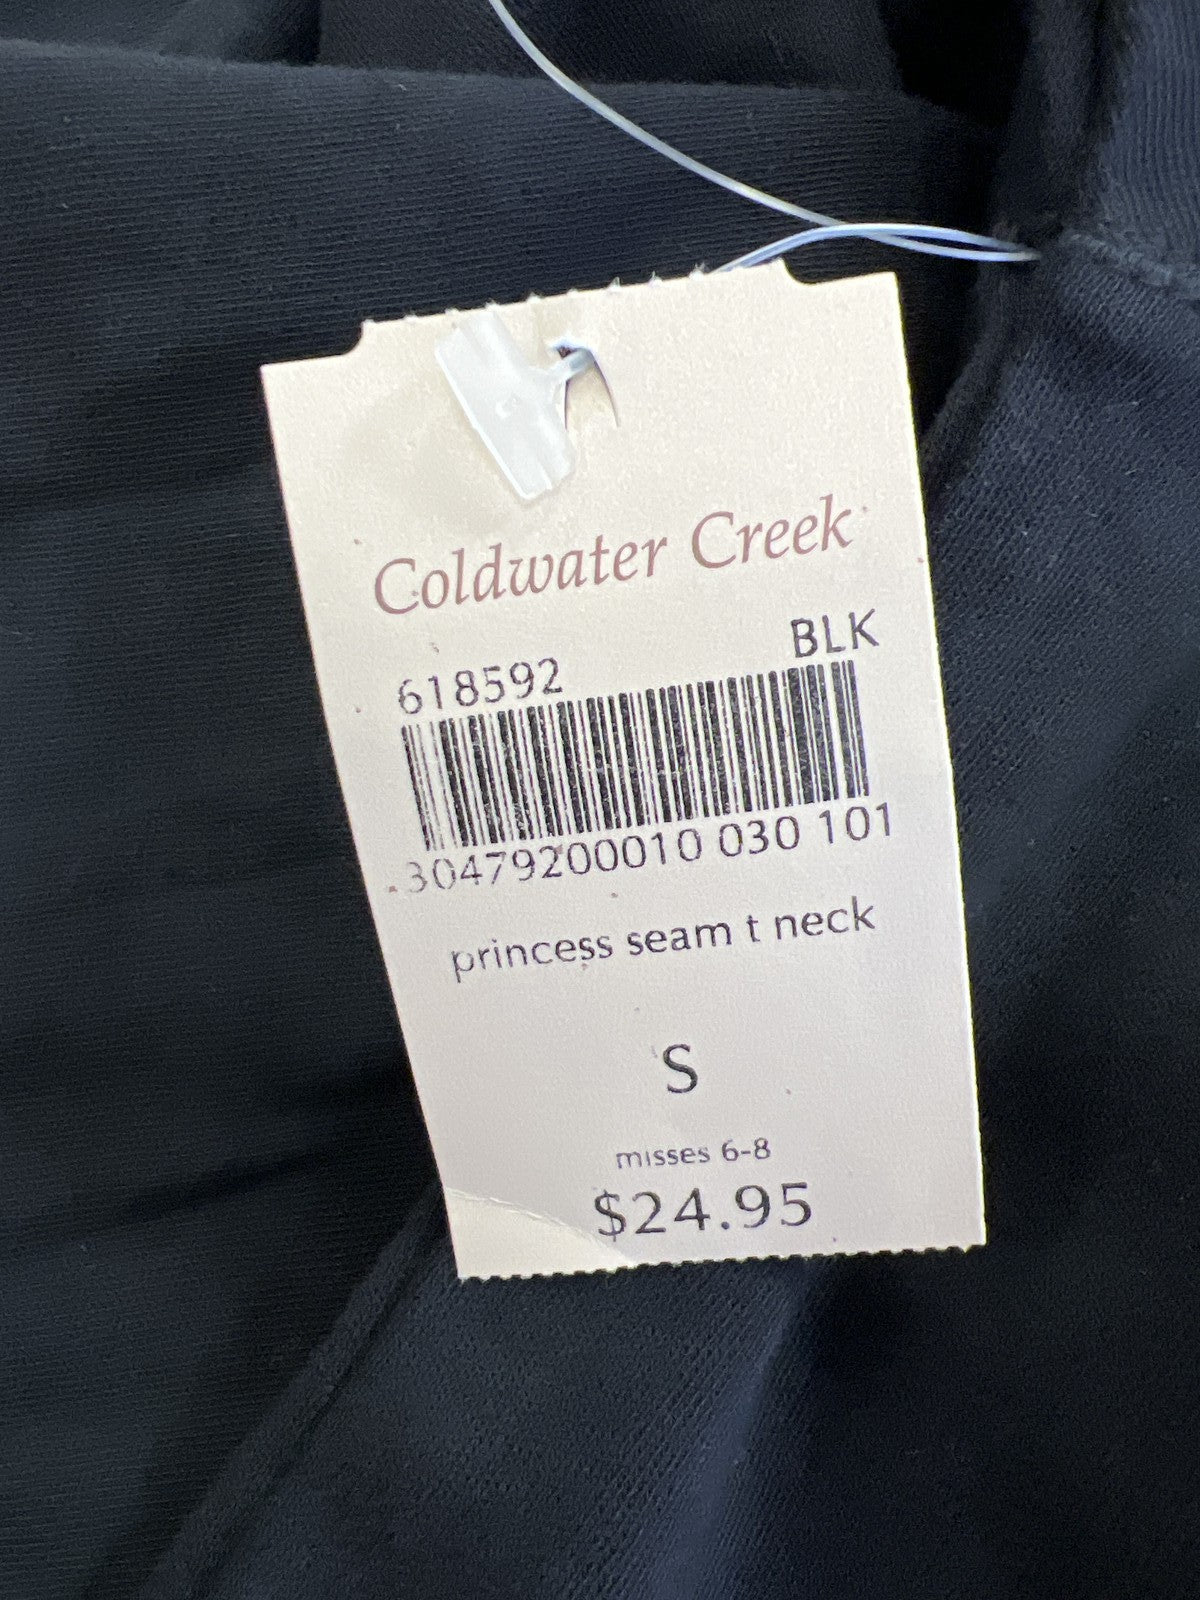 Coldwater Creek
618592 BLK
30479200010 030 101
princess seam t neck
S
misses 6-8
$24.95